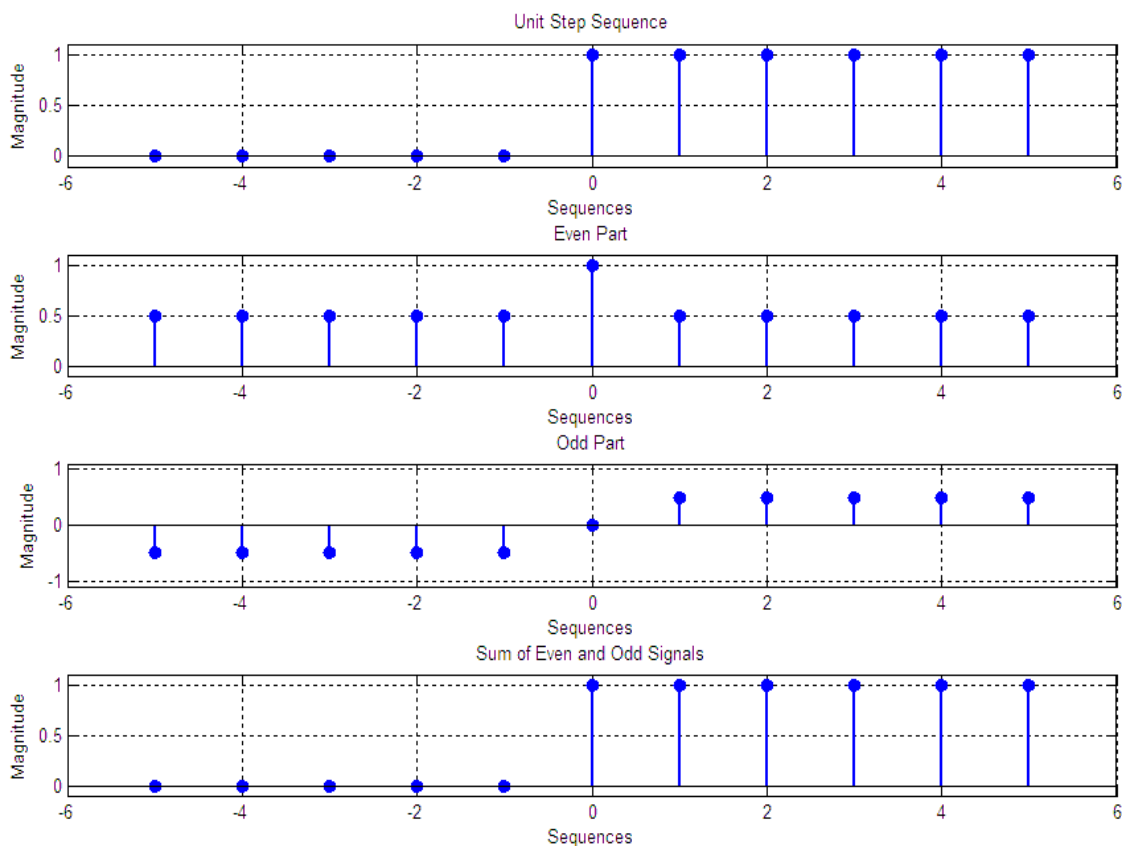 Unit Step Sequence
Magnitude
1
0.5
0
-6 -4 -2 0 2 4 6
Sequences
Even Part
Magnitude
1
0.5
0
-6 -4 -2 0 2 4 6
Sequences
Odd Part
Magnitude
1
0
-1
-6 -4 -2 0 2 4 6
Sequences
Sum of Even and Odd Signals
Magnitude
1
0.5
0
-6 -4 -2 0 2 4 6
Sequences